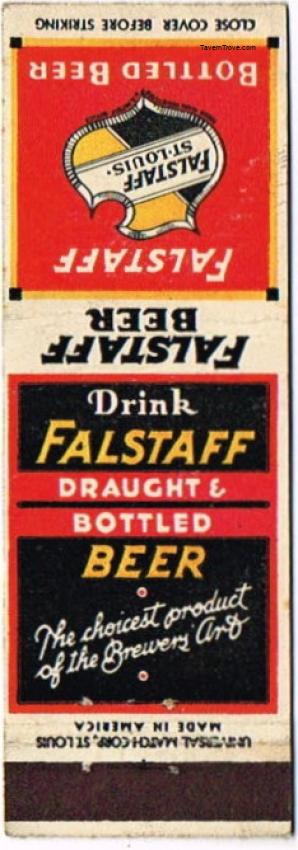 TavernTrove.com
CLOSE COVER BEFORE STRIKING
BOTTLED BEER
FALSTAFF
ST. LOUIS.
FALSTAFF
FALSTAFF
BEER
Drink
FALSTAFF
DRAUGHT &
BOTTLED
BEER
The choicest product
of the Brewers' Art
MADE IN AMERICA
UNIVERSAL MATCH CORP., ST. LOUIS